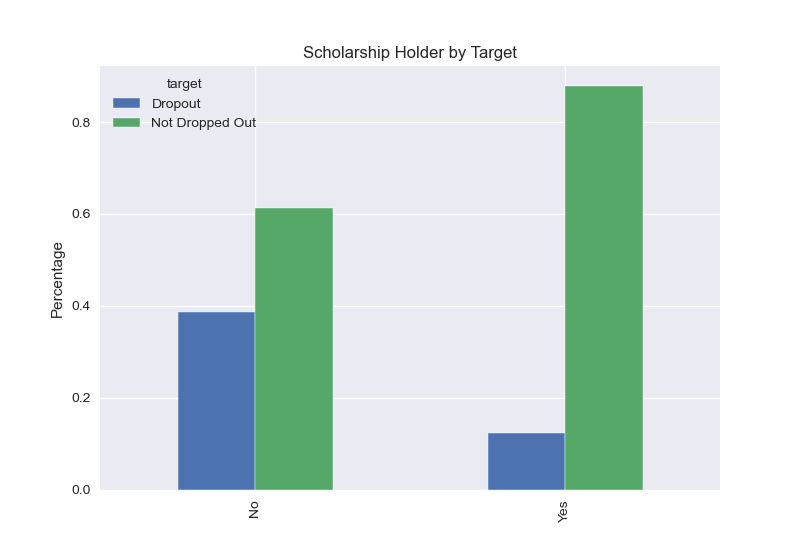 Scholarship Holder by Target
target
Dropout
Not Dropped Out
Percentage
0.8
0.6
0.4
0.2
0.0
No
Yes